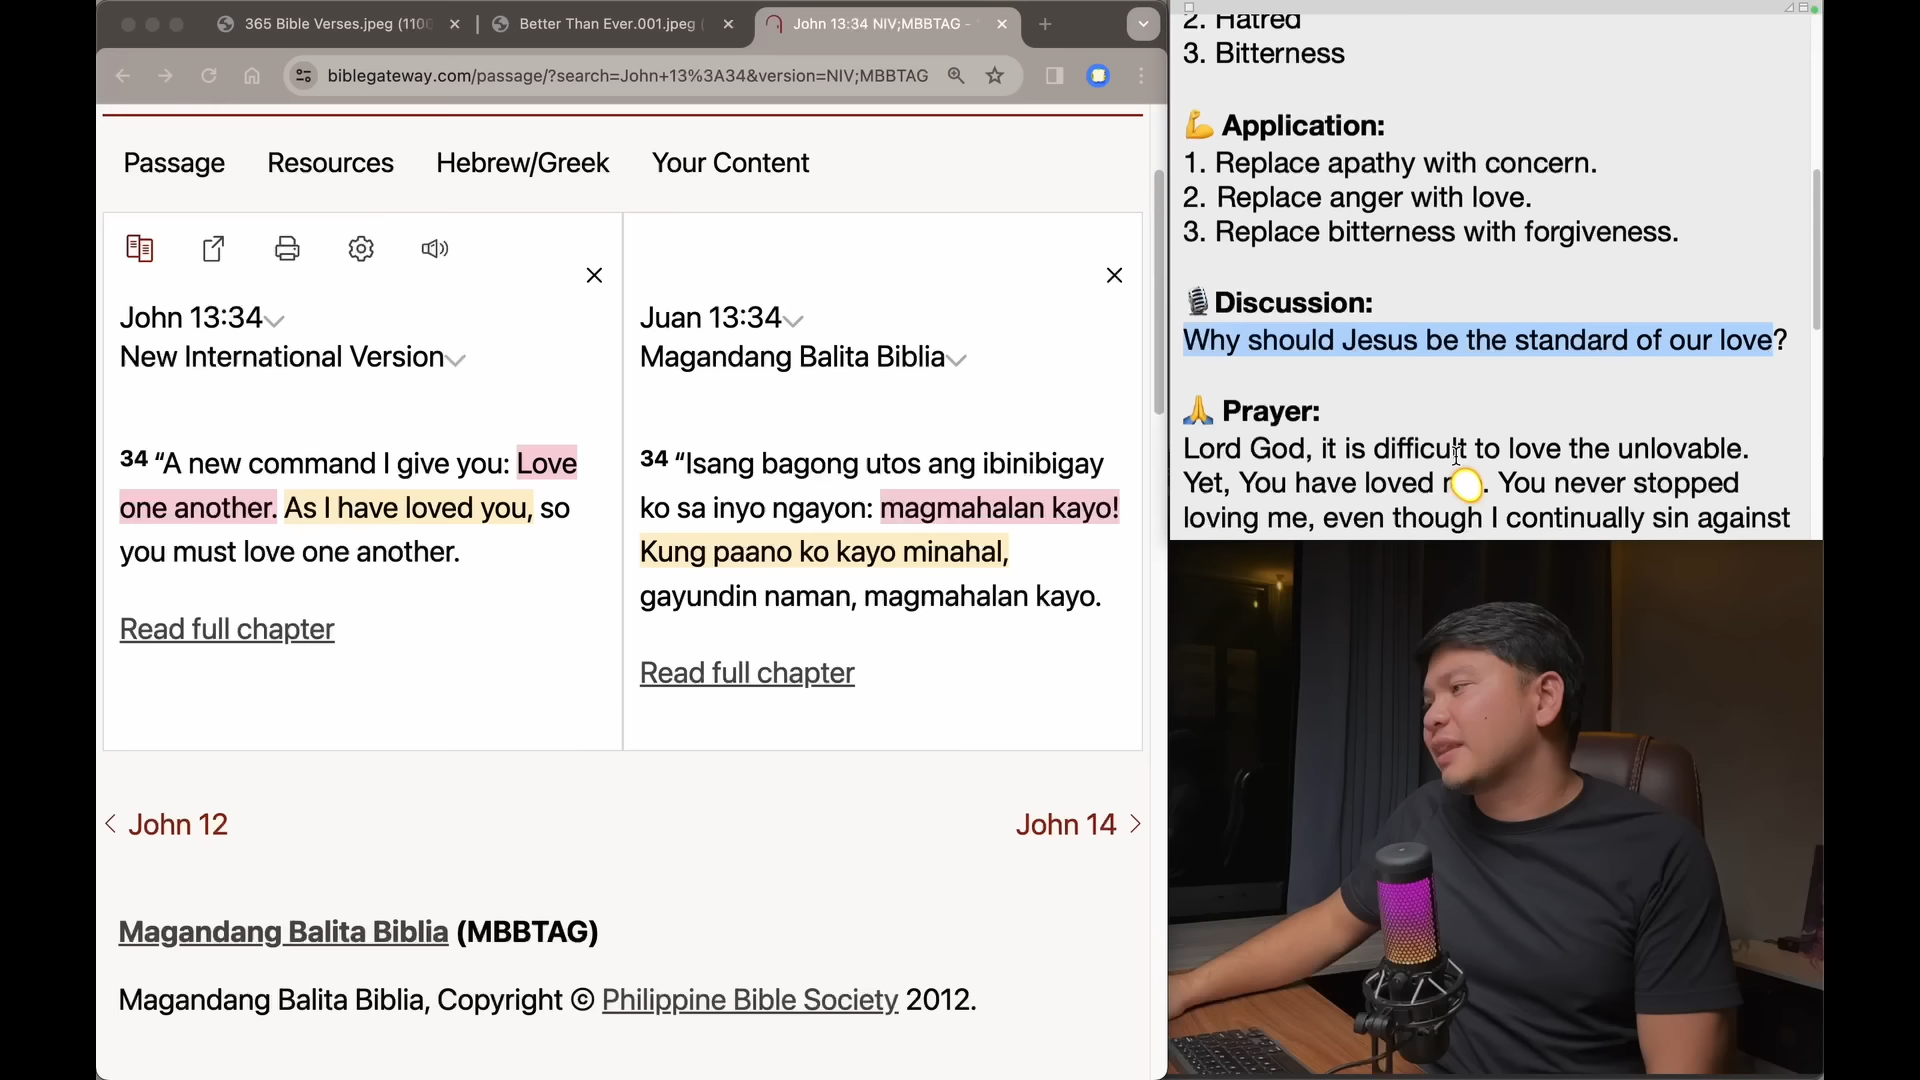 365 Bible Verses.jpeg (1100
Better Than Ever.001.jpeg (
John 13:34 NIV;MBBTAG -
biblegateway.com/passage/?search=John+13%3A34&version=NIV;MBBTAG
Passage
Resources
Hebrew/Greek
Your Content
John 13:34
New International Version
34 “A new command I give you: Love
one another. As I have loved you, so
you must love one another.
Read full chapter
Juan 13:34
Magandang Balita Biblia
34 “Isang bagong utos ang ibinibigay
ko sa inyo ngayon: magmahalan kayo!
Kung paano ko kayo minahal,
gayundin naman, magmahalan kayo.
Read full chapter
John 12
John 14
Magandang Balita Biblia (MBBTAG)
Magandang Balita Biblia, Copyright © Philippine Bible Society 2012.
2. Hatred
3. Bitterness
💪 Application:
1. Replace apathy with concern.
2. Replace anger with love.
3. Replace bitterness with forgiveness.
🎙️Discussion:
Why should Jesus be the standard of our love?
🙏 Prayer:
Lord God, it is difficult to love the unlovable.
Yet, You have loved . You never stopped
loving me, even though I continually sin against